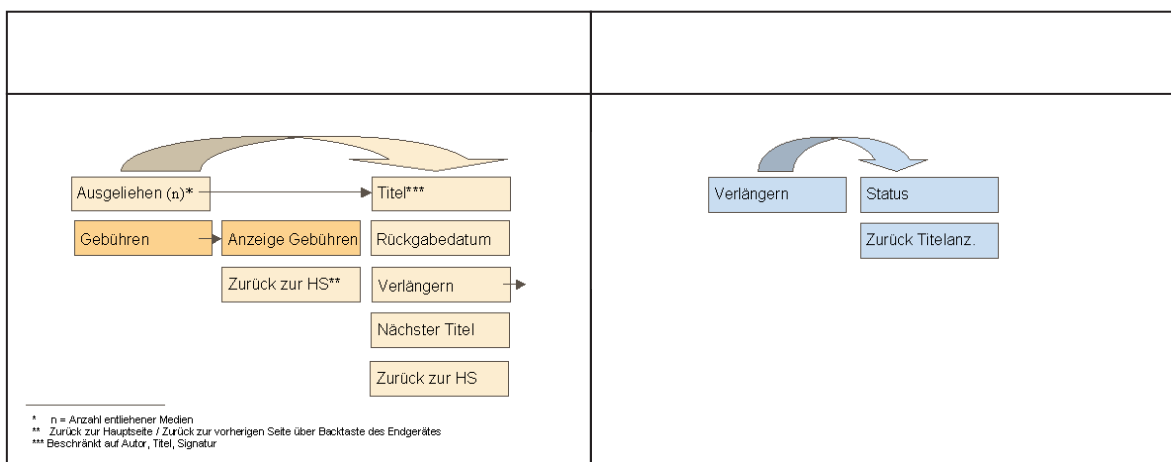 Ausgeliehen (n)*
Titel***
Gebühren
Anzeige Gebühren
Rückgabedatum
Zurück zur HS**
Verlängern
Nächster Titel
Zurück zur HS
* n = Anzahl entliehener Medien
** Zurück zur Hauptseite / Zurück zur vorherigen Seite über Backtaste des Endgerätes
*** Beschränkt auf Autor, Titel, Signatur
Verlängern
Status
Zurück Titelanz.